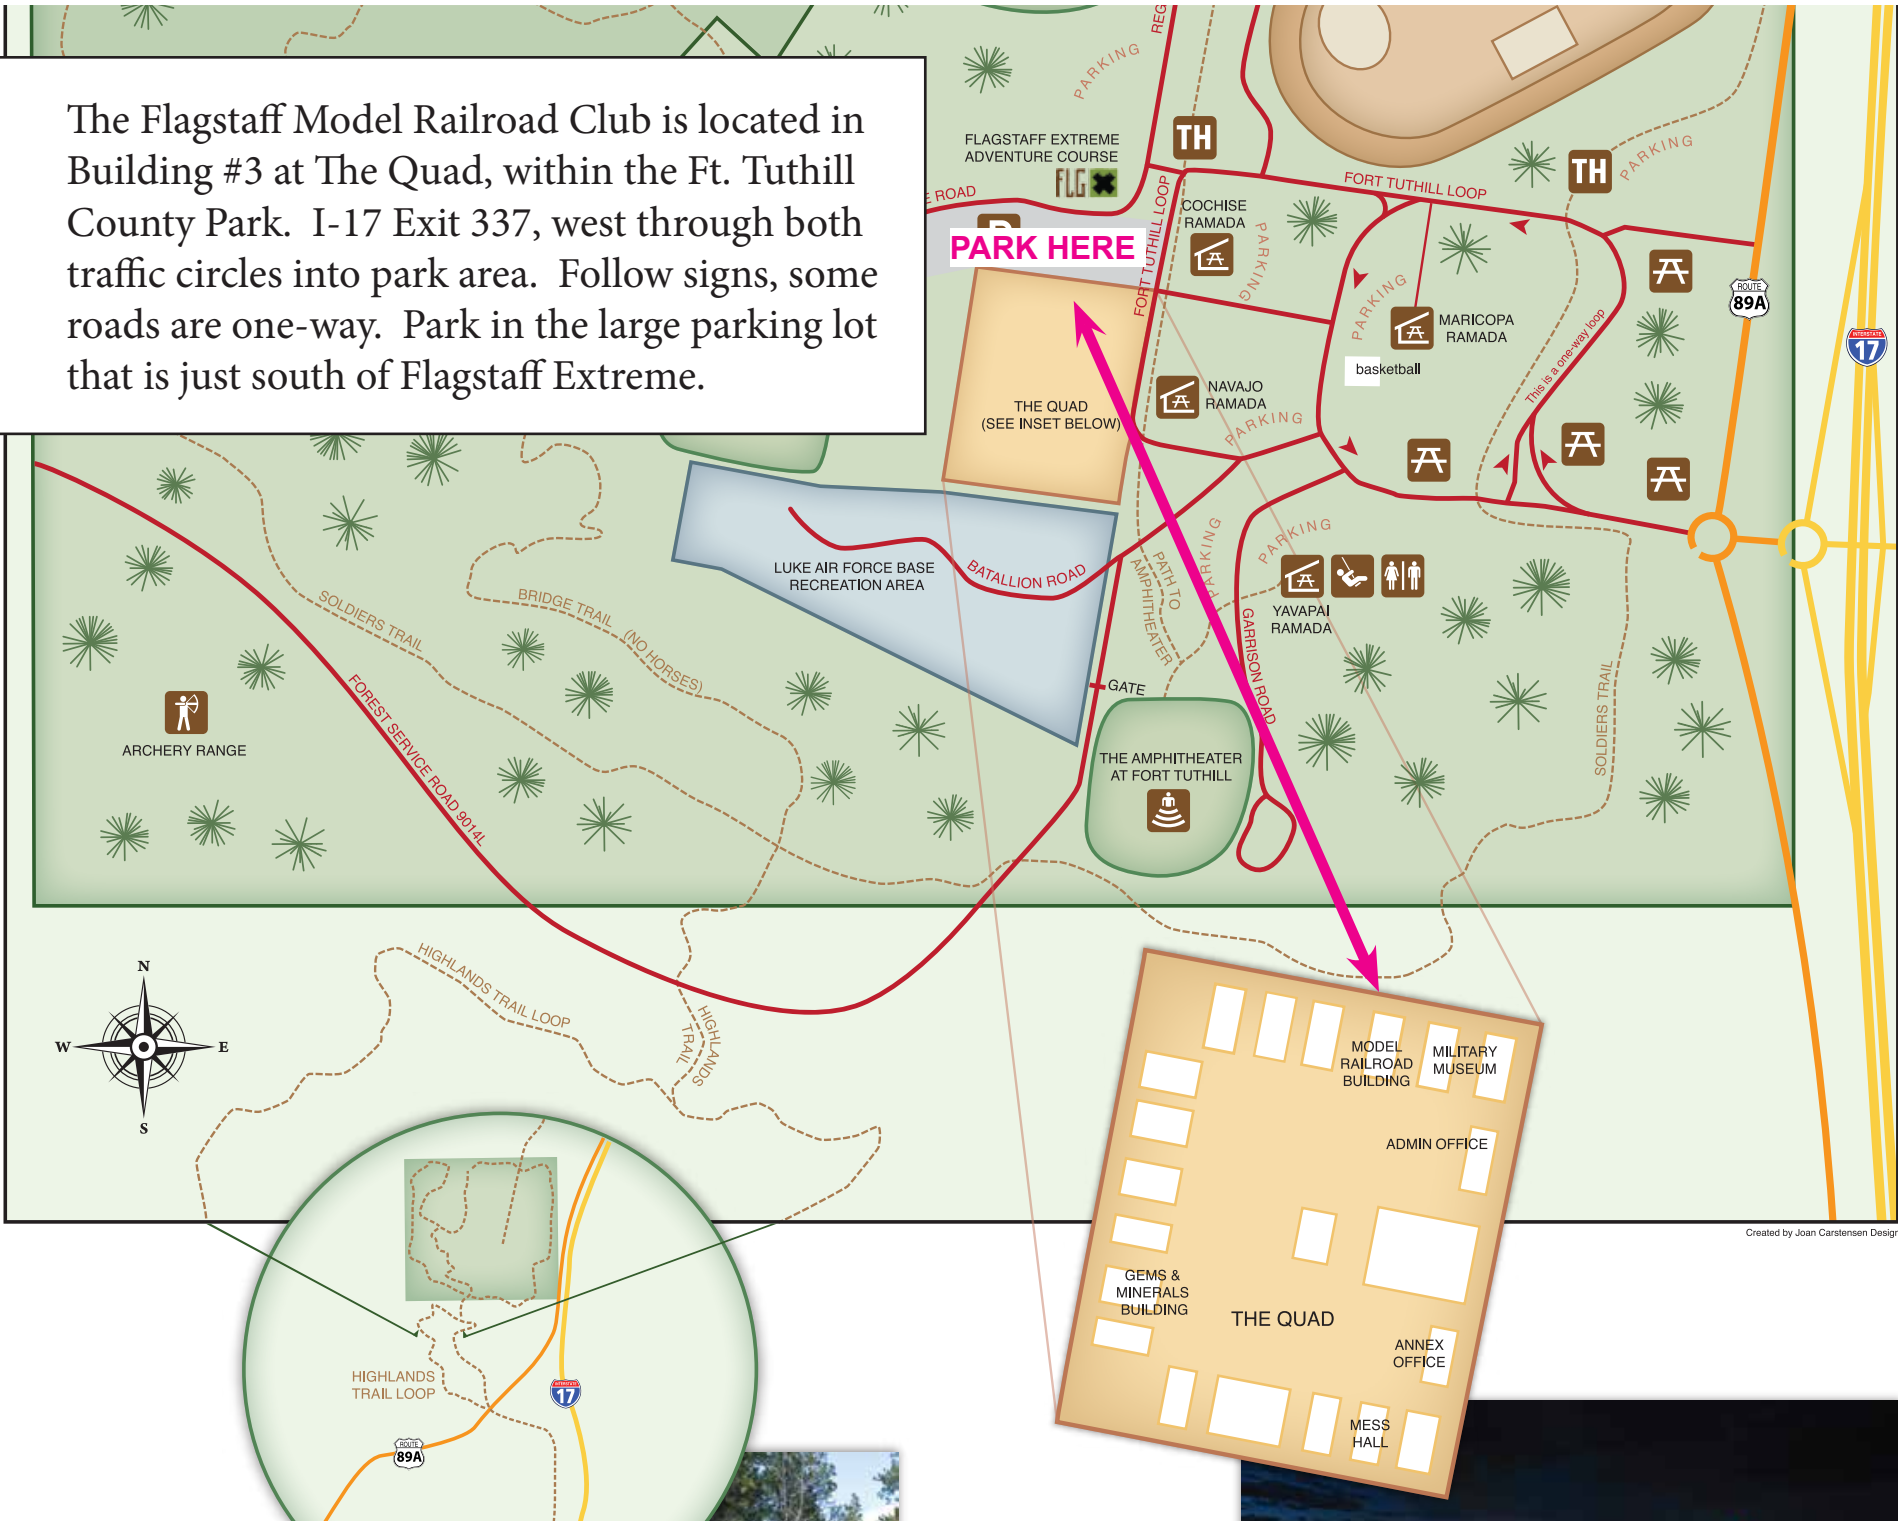 The Flagstaff Model Railroad Club is located in
Building #3 at The Quad, within the Ft. Tuthill
County Park.  I-17 Exit 337, west through both
traffic circles into park area.  Follow signs, some
roads are one-way.  Park in the large parking lot
that is just south of Flagstaff Extreme.
PARKING
FLAGSTAFF EXTREME
ADVENTURE COURSE
FLG
TH
ROAD
PARK HERE
FORT TUTHILL LOOP
COCHISE
RAMADA
PARKING
FORT TUTHILL LOOP
TH
PARKING
PARKING
MARICOPA
RAMADA
basketball
This is a one-way loop
ROUTE
89A
INTERSTATE
17
THE QUAD
(SEE INSET BELOW)
NAVAJO
RAMADA
PARKING
LUKE AIR FORCE BASE
RECREATION AREA
BATALLION ROAD
PATH TO
AMPHITHEATER
PARKING
PARKING
YAVAPAI
RAMADA
GARRISON ROAD
GATE
THE AMPHITHEATER
AT FORT TUTHILL
SOLDIERS TRAIL
SOLDIERS TRAIL
BRIDGE TRAIL
(NO HORSES)
FOREST SERVICE ROAD 9014L
ARCHERY RANGE
N
W
E
S
HIGHLANDS TRAIL LOOP
HIGHLANDS
TRAIL
MODEL
RAILROAD
BUILDING
MILITARY
MUSEUM
ADMIN OFFICE
GEMS &
MINERALS
BUILDING
THE QUAD
ANNEX
OFFICE
MESS
HALL
Created by Joan Carstensen Design
HIGHLANDS
TRAIL LOOP
INTERSTATE
17
ROUTE
89A